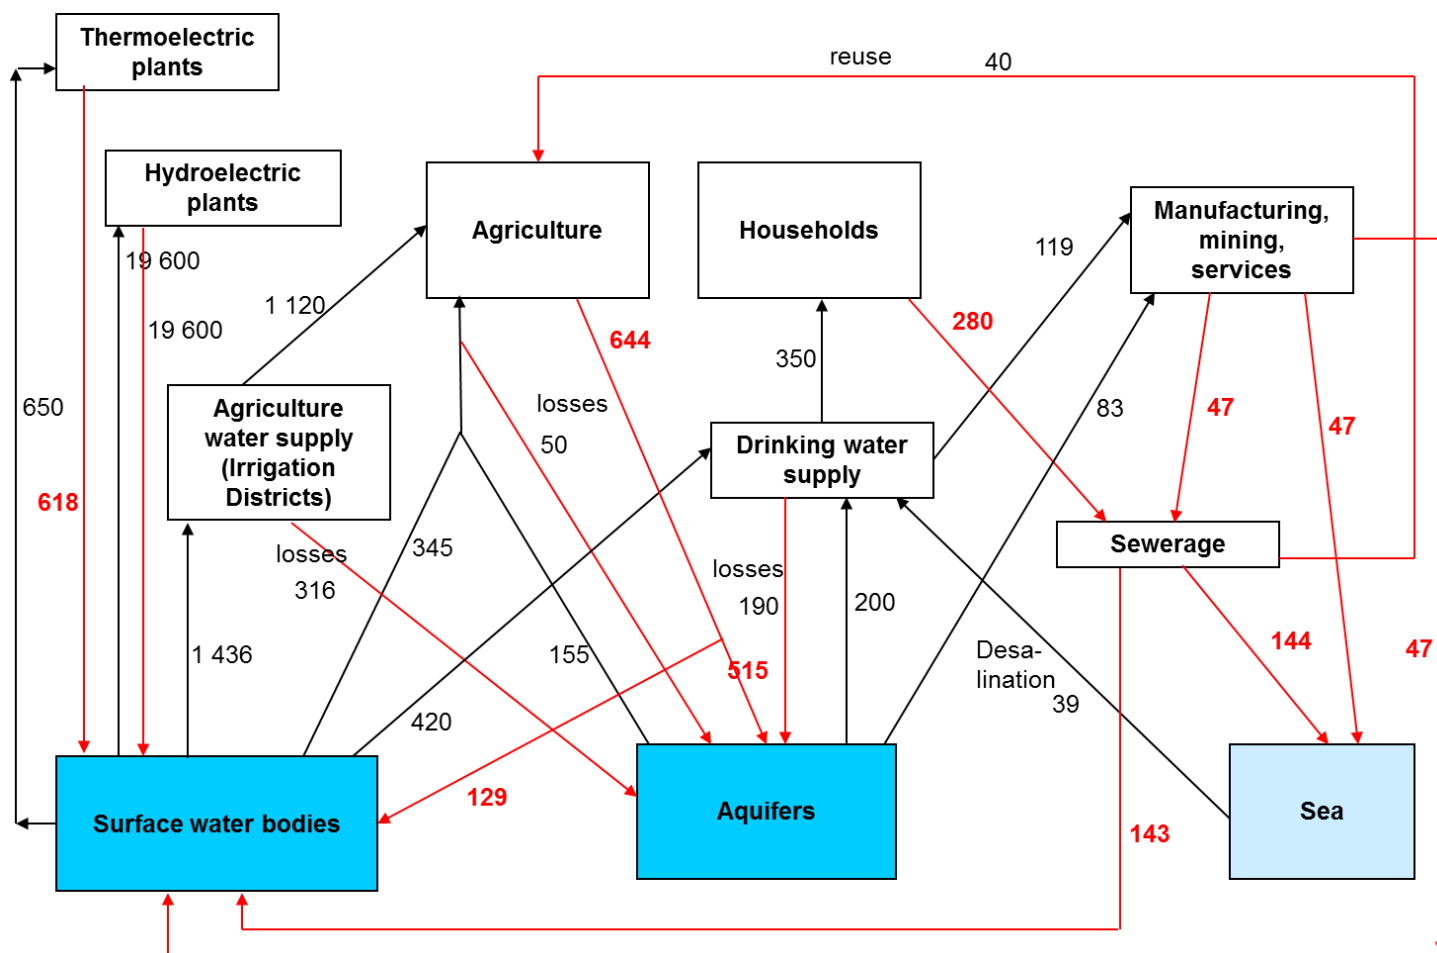 Thermoelectric
plants
reuse 40
Hydroelectric
plants
Agriculture
Households
Manufacturing,
mining,
services
19 600
119
1 120
19 600
644
280
350
650
losses
50
83
47
47
Agriculture
water supply
(Irrigation
Districts)
Drinking water
supply
618
losses
316
345
losses
190
200
Sewerage
1 436
155
515
Desa-
lination
39
144
47
420
129
Surface water bodies
Aquifers
Sea
143